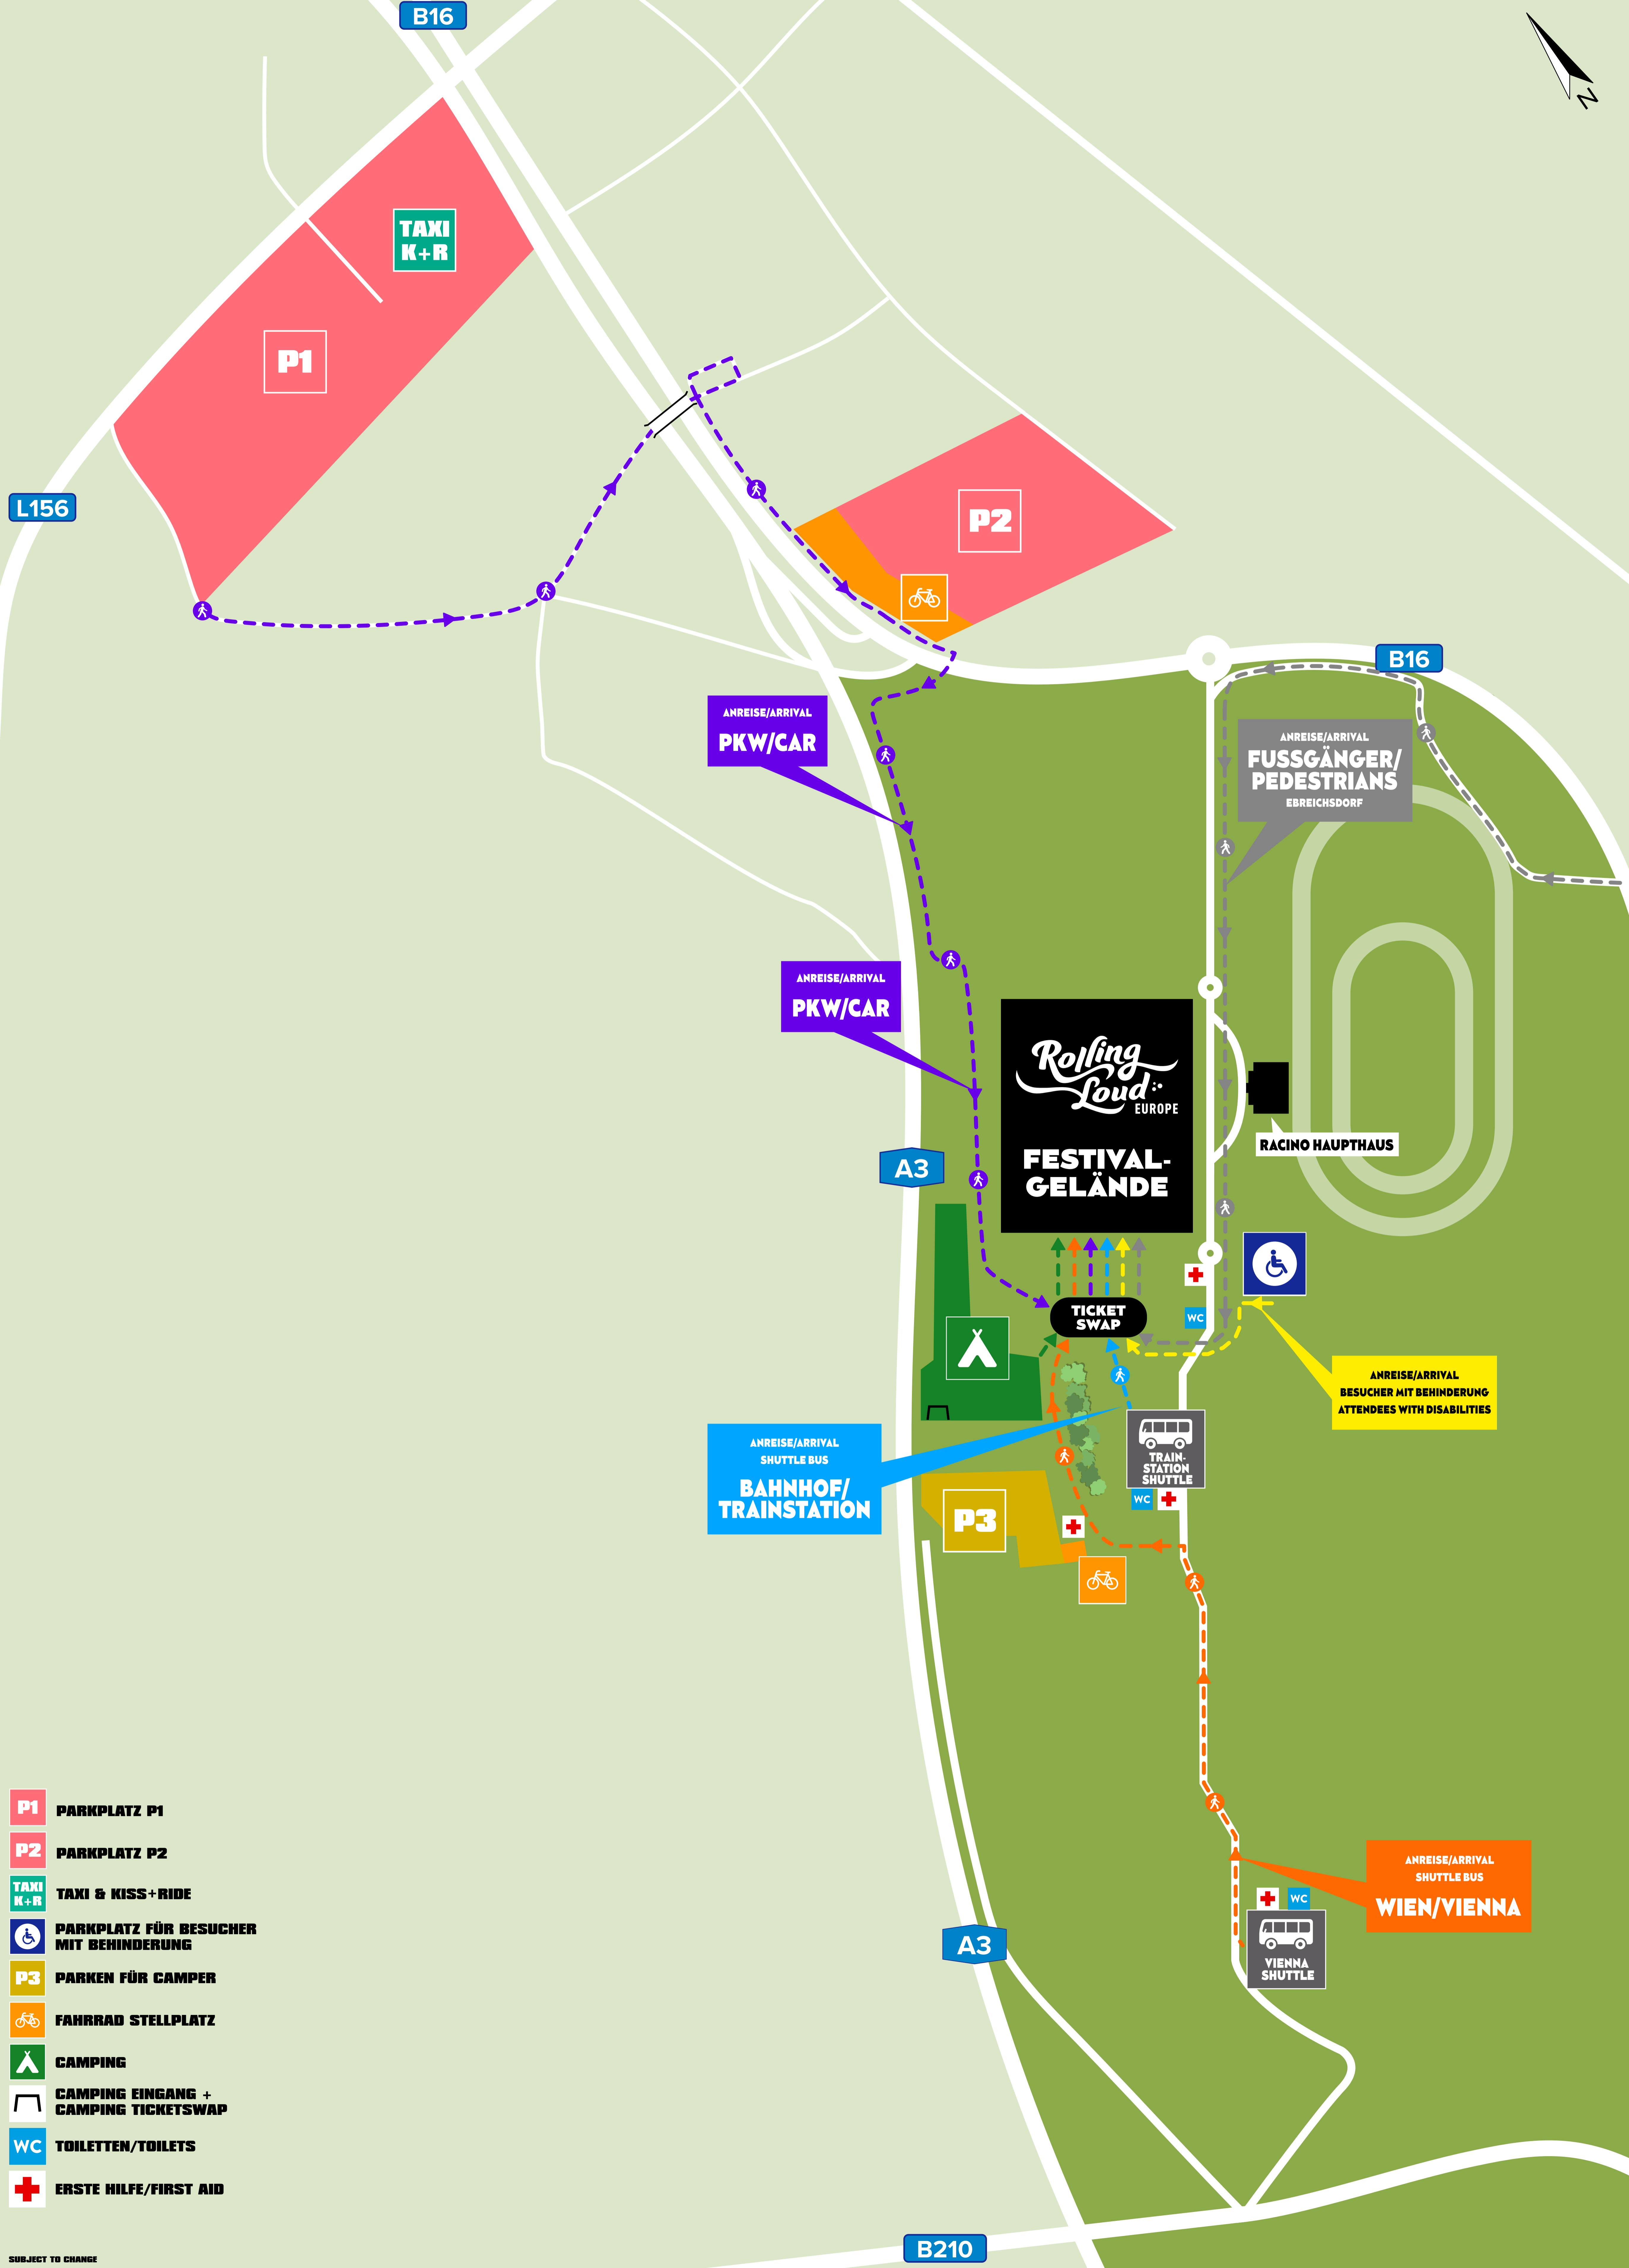 B16
N
TAXI
K+R
P1
L156
P2
B16
ANREISE/ARRIVAL
PKW/CAR
ANREISE/ARRIVAL
FUSSGÄNGER/
PEDESTRIANS
EBREICHSDORF
ANREISE/ARRIVAL
PKW/CAR
Rolling
Loud
EUROPE
FESTIVAL-
GELÄNDE
RACINO HAUPTHAUS
A3
TICKET
SWAP
WC
ANREISE/ARRIVAL
BESUCHER MIT BEHINDERUNG
ATTENDEES WITH DISABILITIES
ANREISE/ARRIVAL
SHUTTLE BUS
BAHNHOF/
TRAINSTATION
TRAIN-
STATION
SHUTTLE
WC
P3
ANREISE/ARRIVAL
SHUTTLE BUS
WIEN/VIENNA
WC
VIENNA
SHUTTLE
A3
P1 PARKPLATZ P1
P2 PARKPLATZ P2
TAXI
K+R
TAXI & KISS+RIDE
PARKPLATZ FÜR BESUCHER
MIT BEHINDERUNG
P3 PARKEN FÜR CAMPER
FAHRRAD STELLPLATZ
CAMPING
CAMPING EINGANG +
CAMPING TICKETSWAP
WC TOILETTEN/TOILETS
ERSTE HILFE/FIRST AID
B210
SUBJECT TO CHANGE